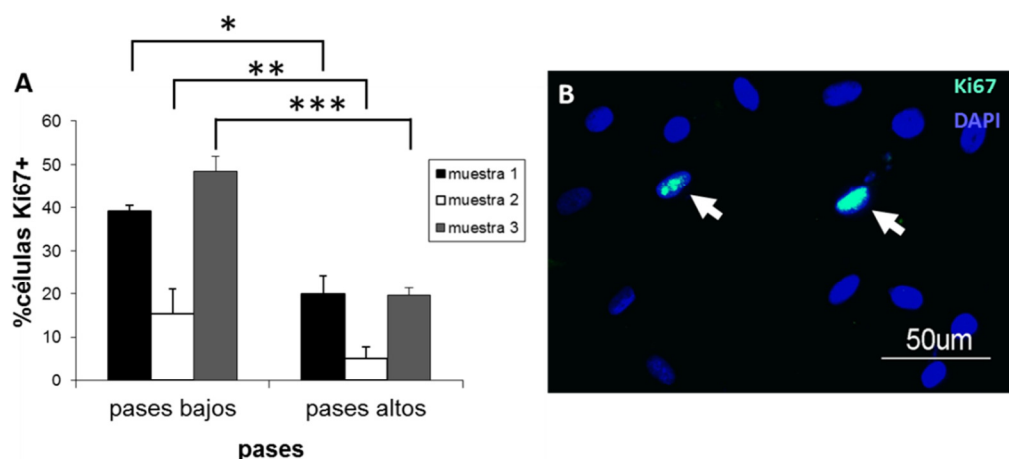 *
A
**
***
%células Ki67+
60
50
40
30
20
10
0
muestra 1
muestra 2
muestra 3
pases bajos
pases altos
pases
B
Ki67
DAPI
50um